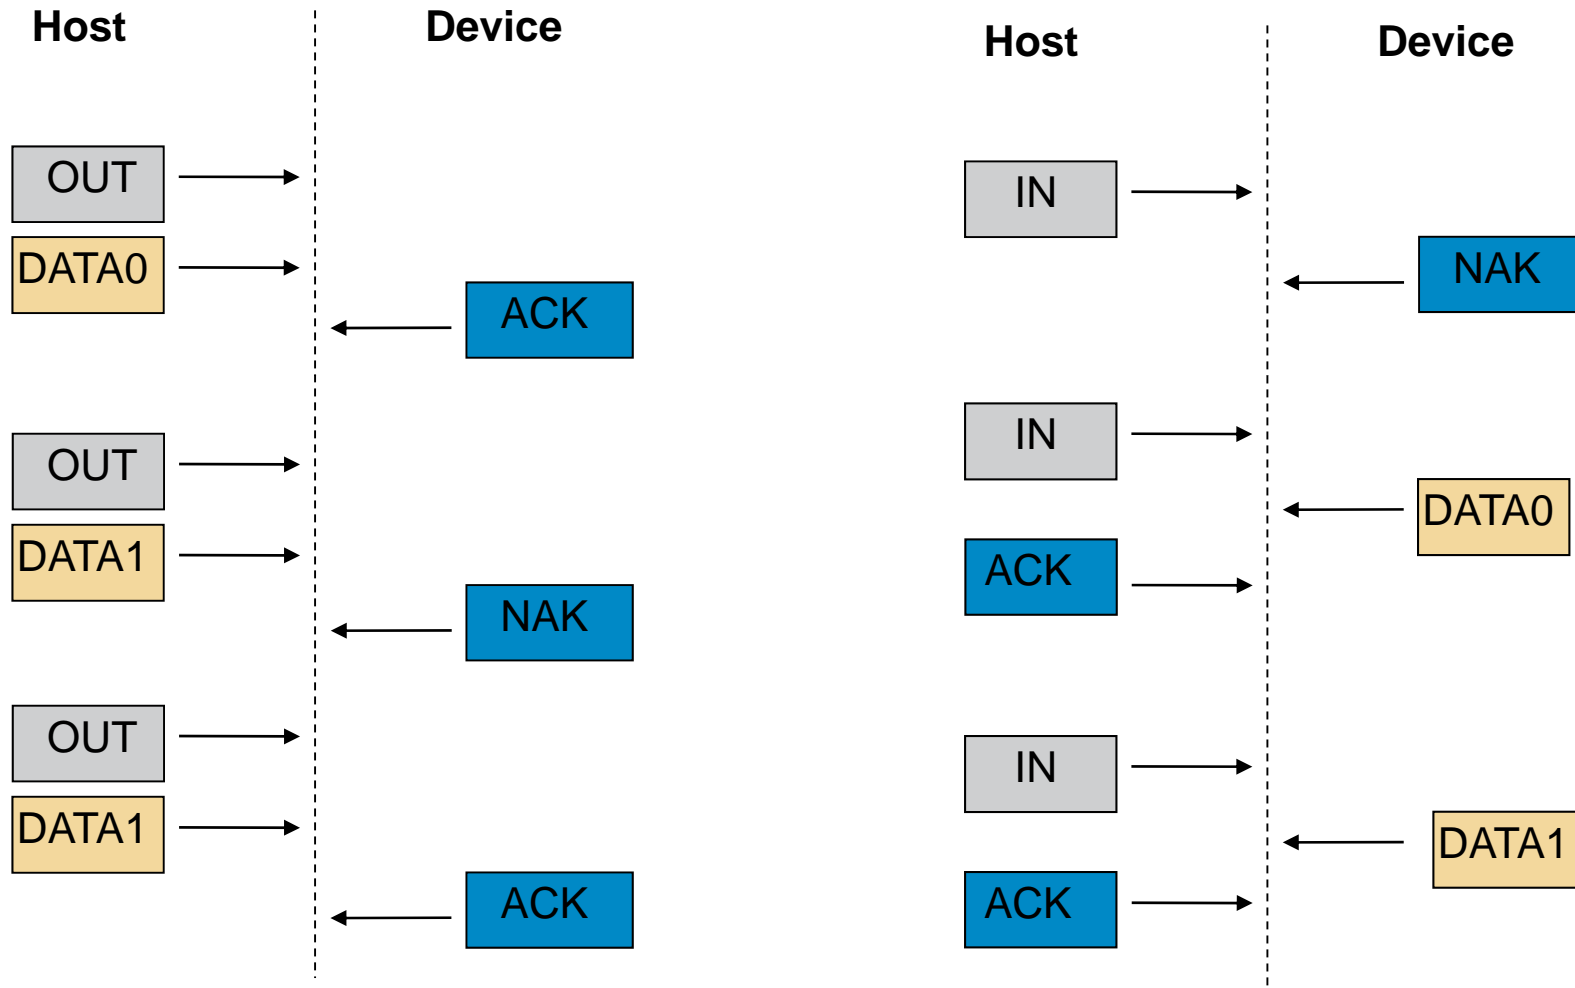 Host
Device
OUT
DATA0
ACK
OUT
DATA1
NAK
OUT
DATA1
ACK
Host
Device
IN
NAK
IN
DATA0
ACK
IN
DATA1
ACK